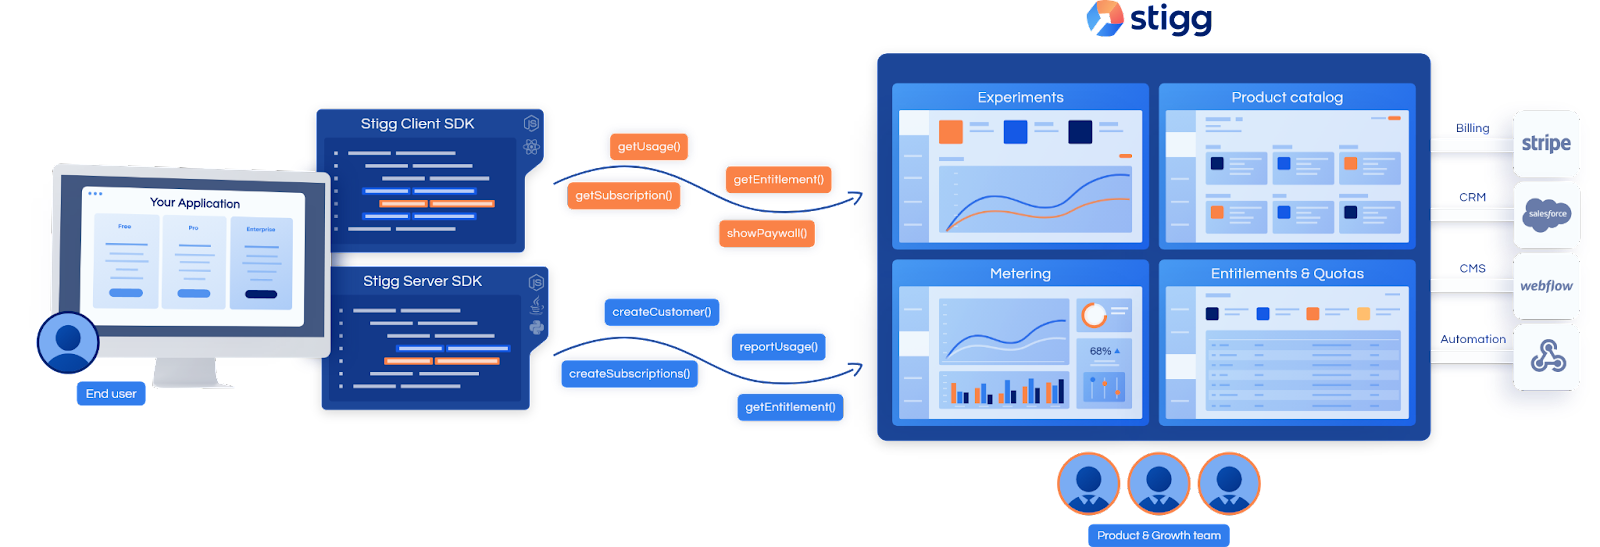 stigg
Your Application
Free
Pro
Enterprise
End user
Stigg Client SDK
JS
Stigg Server SDK
JS
getUsage()
getSubscription()
getEntitlement()
showPaywall()
createCustomer()
createSubscriptions()
reportUsage()
getEntitlement()
Experiments
Product catalog
Metering
68%
Entitlements & Quotas
Billing
stripe
CRM
salesforce
CMS
webflow
Automation
Product & Growth team